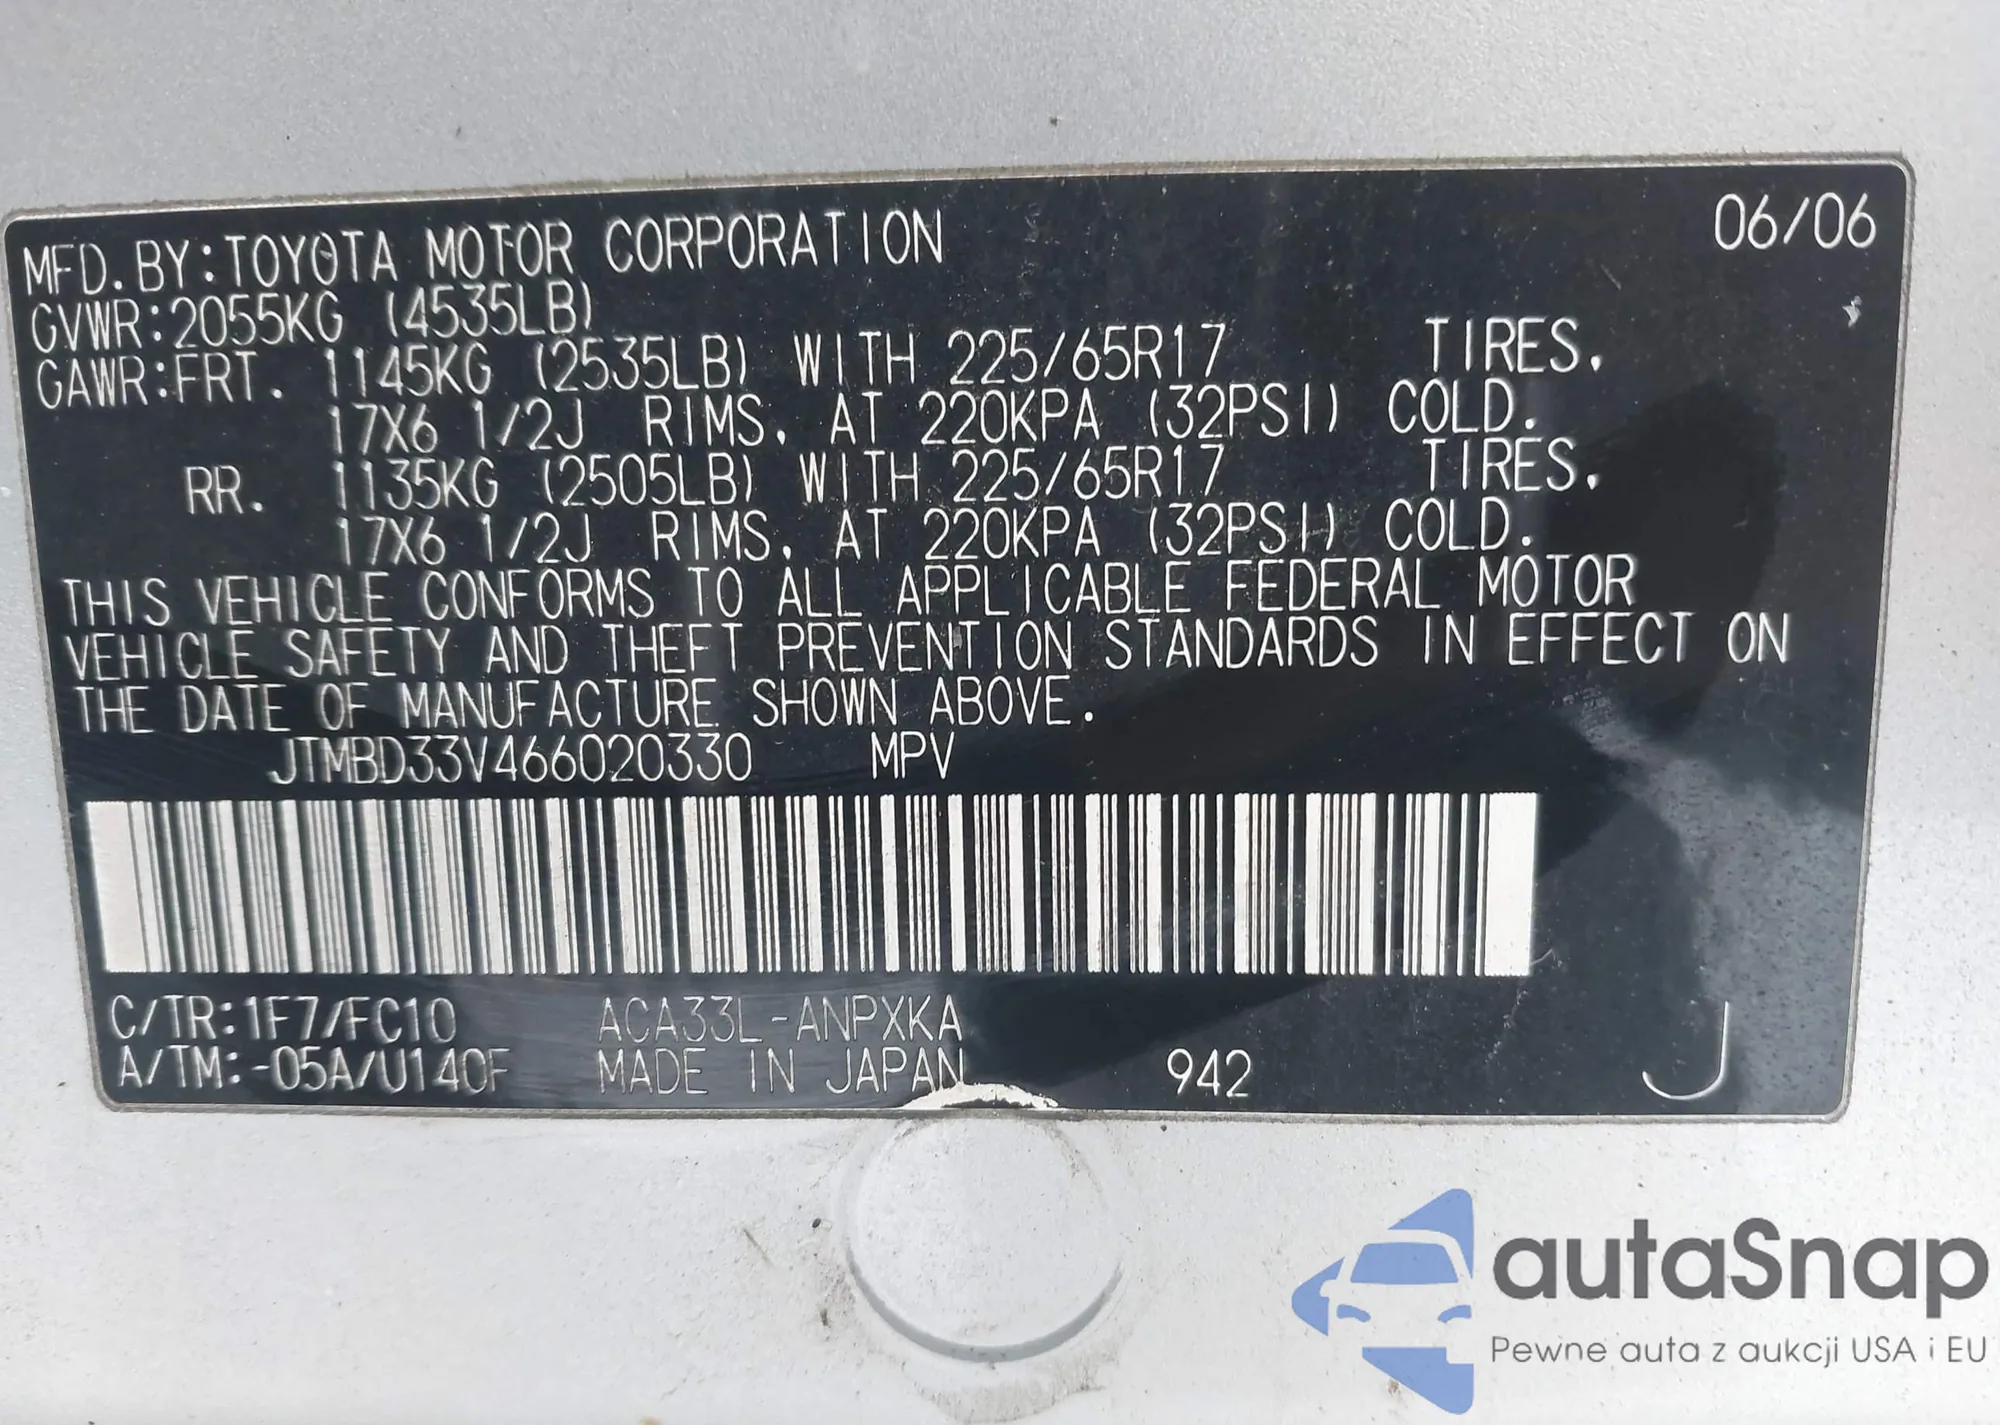 06/06
MFD. BY: TOYOTA MOTOR CORPORATION
GVWR: 2055KG (4535LB)
GAWR: FRT. 1145KG (2535LB) WITH 225/65R17 TIRES,
17X6 1/2J RIMS, AT 220KPA (32PSI) COLD.
RR. 1135KG (2505LB) WITH 225/65R17 TIRES,
17X6 1/2J RIMS, AT 220KPA (32PSI) COLD.
THIS VEHICLE CONFORMS TO ALL APPLICABLE FEDERAL MOTOR
VEHICLE SAFETY AND THEFT PREVENTION STANDARDS IN EFFECT ON
THE DATE OF MANUFACTURE SHOWN ABOVE.
JTMBD33V466020330 MPV
C/TR: 1F7/FC10 ACA33L-ANPXKA
A/TM: -05A/U140F MADE IN JAPAN 942 J
autaSnap
Pewne auta z aukcji USA i EU